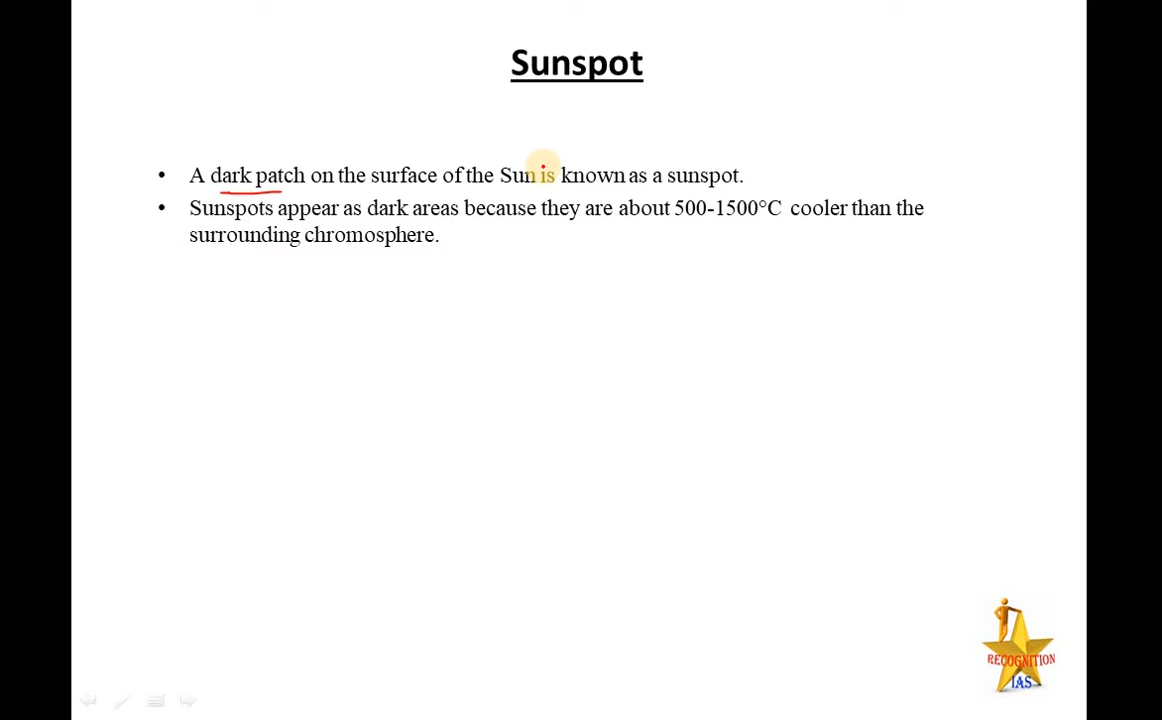 Sunspot
• A dark patch on the surface of the Sun is known as a sunspot.
• Sunspots appear as dark areas because they are about 500-1500°C cooler than the
surrounding chromosphere.
RECOGNITION
IAS